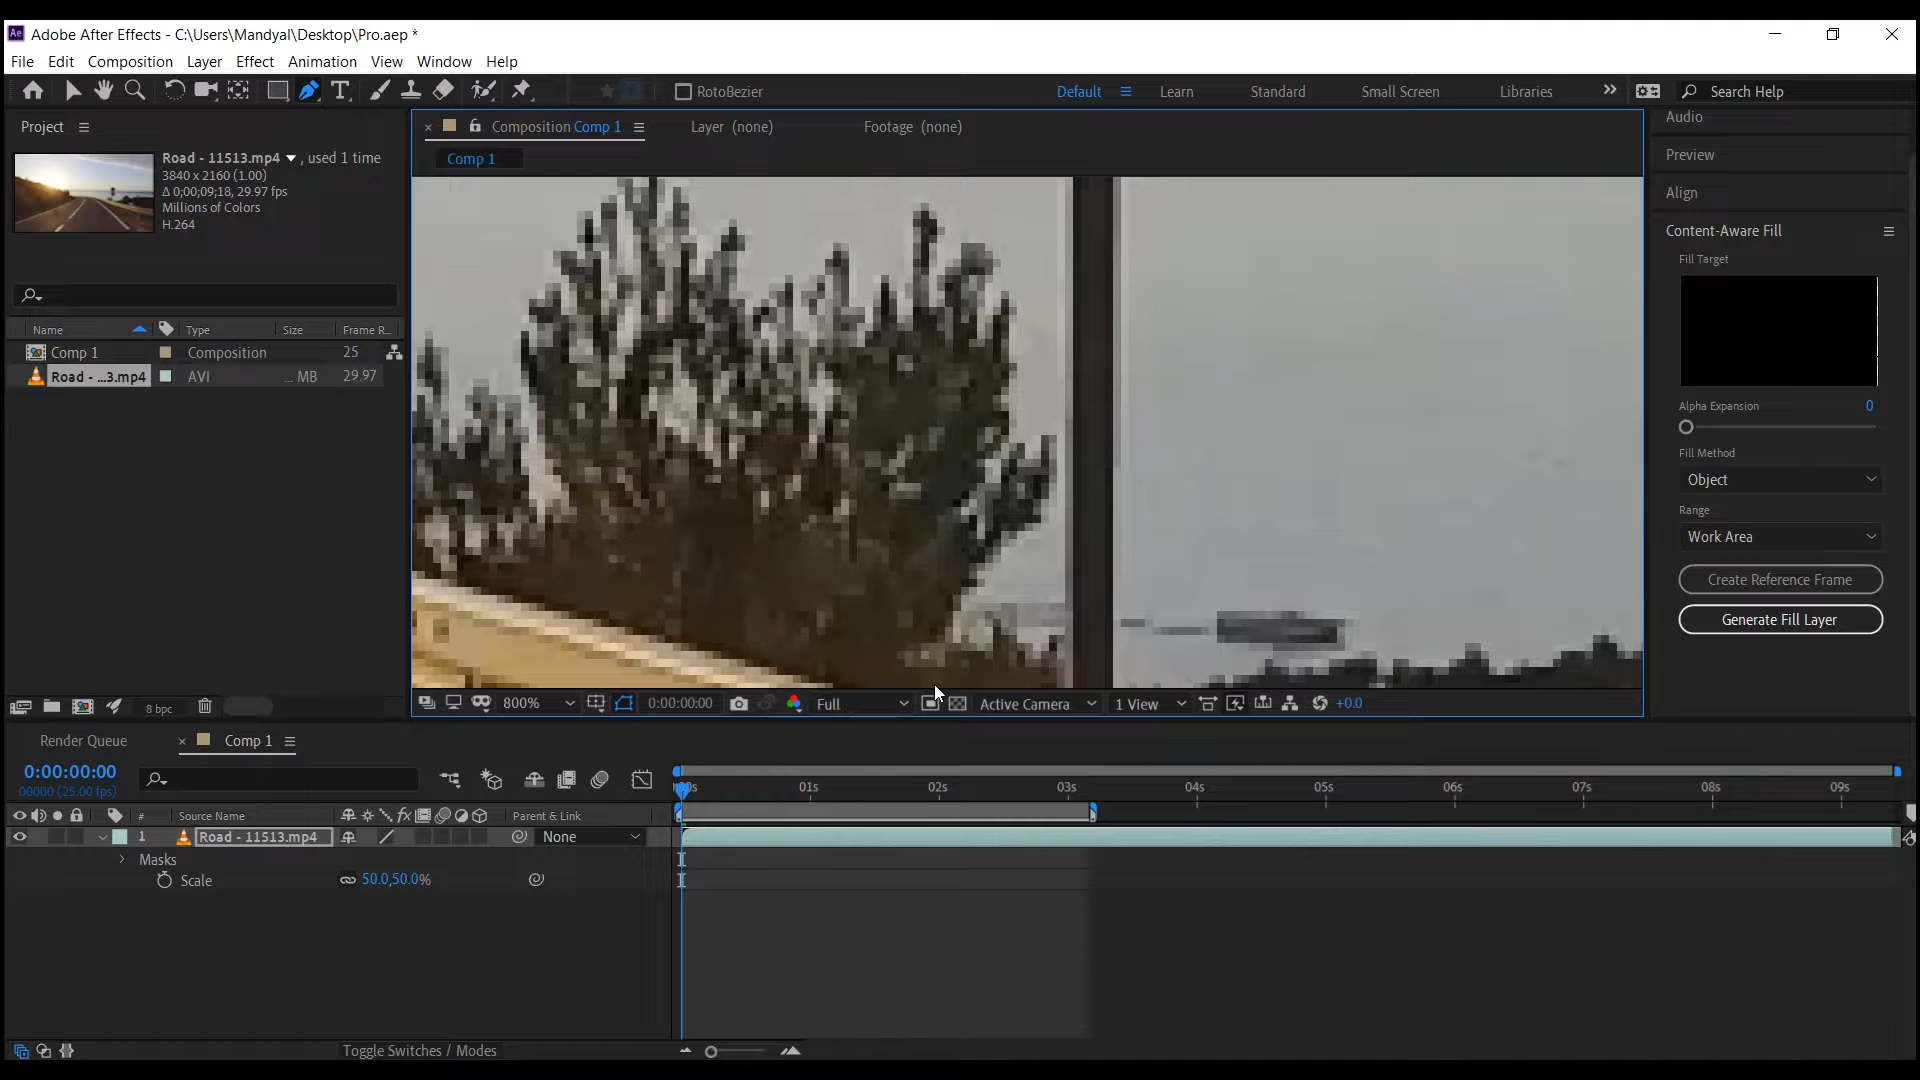 Ae Adobe After Effects - C:\Users\Mandyal\Desktop\Pro.aep *
File Edit Composition Layer Effect Animation View Window Help
T RotoBezier Default Learn Standard Small Screen Libraries Search Help
Project
Road - 11513.mp4 , used 1 time
3840 x 2160 (1.00)
Δ 0;00;09;18, 29.97 fps
Millions of Colors
H.264
Name Type Size Frame R...
Comp 1 Composition 25
Road - ...3.mp4 AVI ... MB 29.97
8 bpc
Composition Comp 1 Layer (none) Footage (none)
Comp 1
800% 0:00:00:00 Full Active Camera 1 View +0.0
Audio
Preview
Align
Content-Aware Fill
Fill Target
Alpha Expansion 0
Fill Method
Object
Range
Work Area
Create Reference Frame
Generate Fill Layer
Render Queue Comp 1
0:00:00:00
00000 (25.00 fps)
01s 02s 03s 04s 05s 06s 07s 08s 09s
# Source Name fx Parent & Link
1 Road - 11513.mp4 None
Masks
Scale 50.0,50.0%
Toggle Switches / Modes